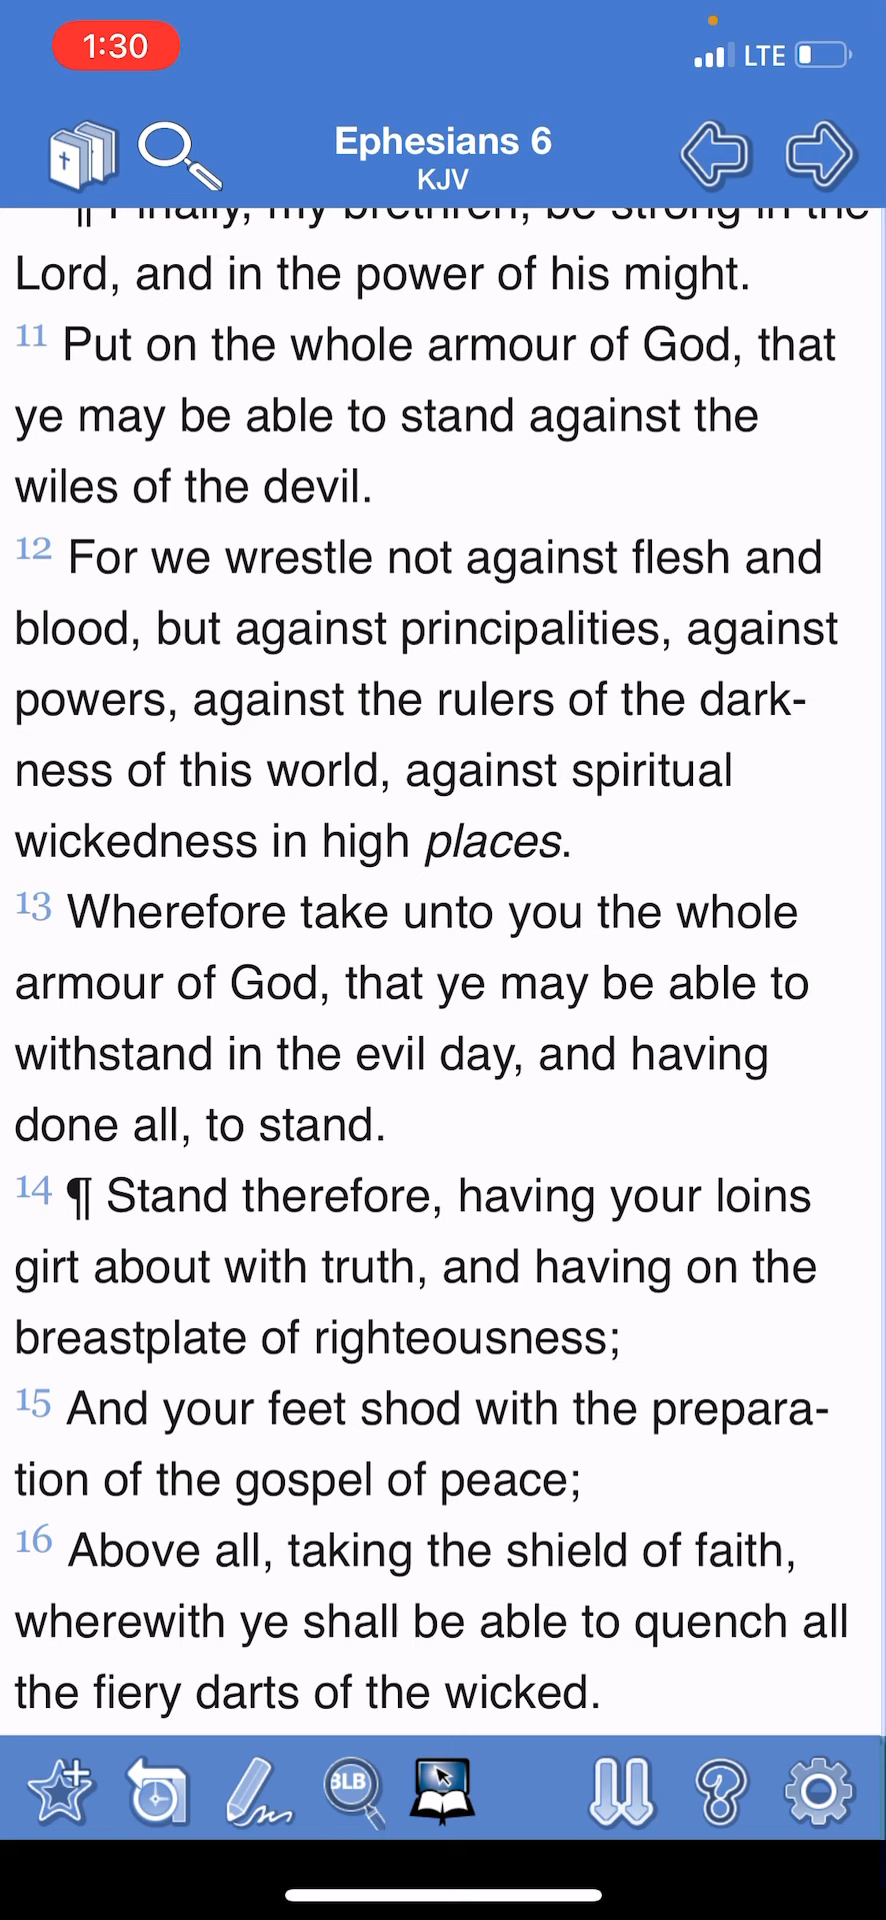 1:30
LTE
Ephesians 6
KJV
¶ Finally, my brethren, be strong in the
Lord, and in the power of his might.
11 Put on the whole armour of God, that
ye may be able to stand against the
wiles of the devil.
12 For we wrestle not against flesh and
blood, but against principalities, against
powers, against the rulers of the dark-
ness of this world, against spiritual
wickedness in high places.
13 Wherefore take unto you the whole
armour of God, that ye may be able to
withstand in the evil day, and having
done all, to stand.
14 ¶ Stand therefore, having your loins
girt about with truth, and having on the
breastplate of righteousness;
15 And your feet shod with the prepara-
tion of the gospel of peace;
16 Above all, taking the shield of faith,
wherewith ye shall be able to quench all
the fiery darts of the wicked.
BLB